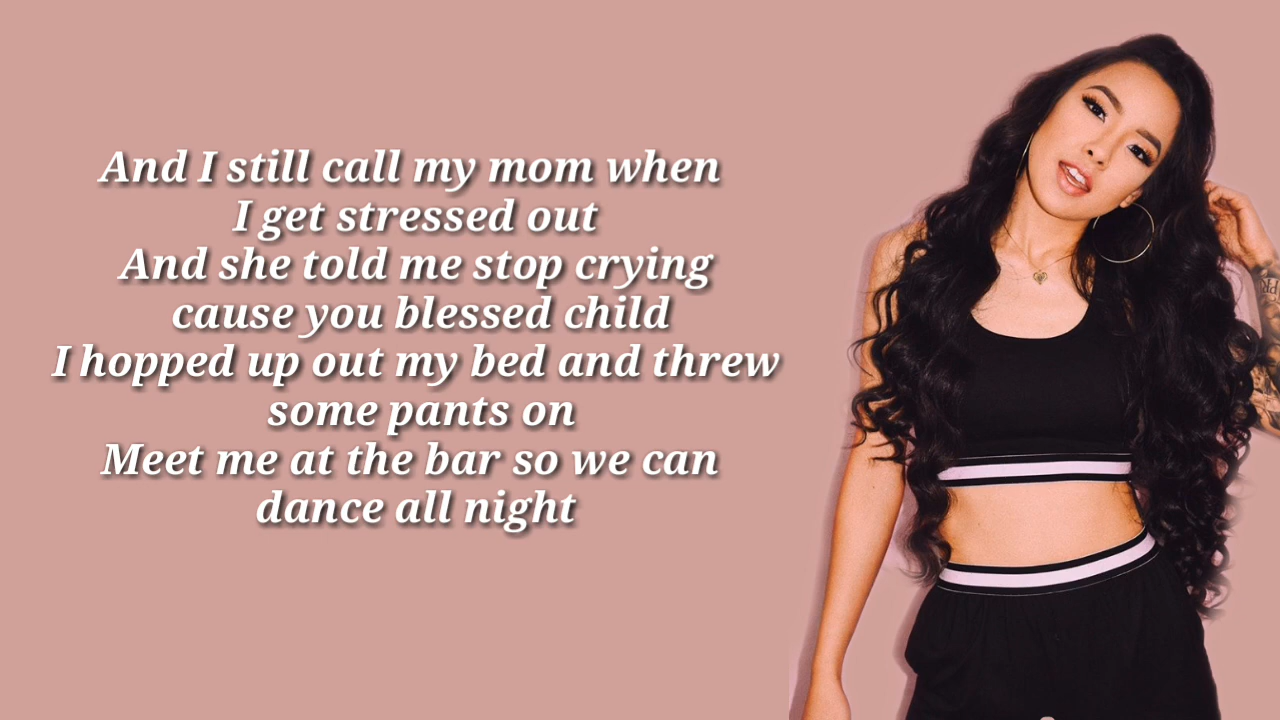 And I still call my mom when
I get stressed out
And she told me stop crying
cause you blessed child
I hopped up out my bed and threw
some pants on
Meet me at the bar so we can
dance all night